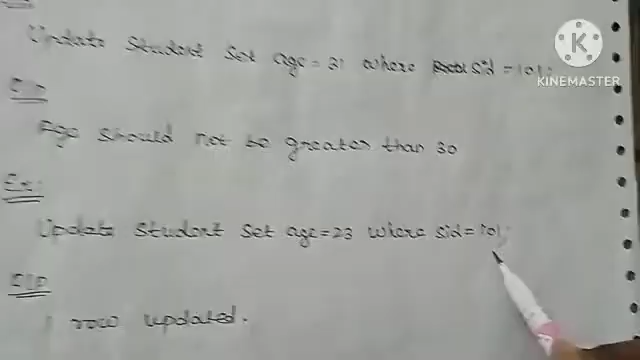 Update Student Set age = 31 where sid = 101;
KINEMASTER
O/P
Age should not be greater than 30
Ex:
Update Student Set age = 23 where sid = 101;
O/P
1 row updated.